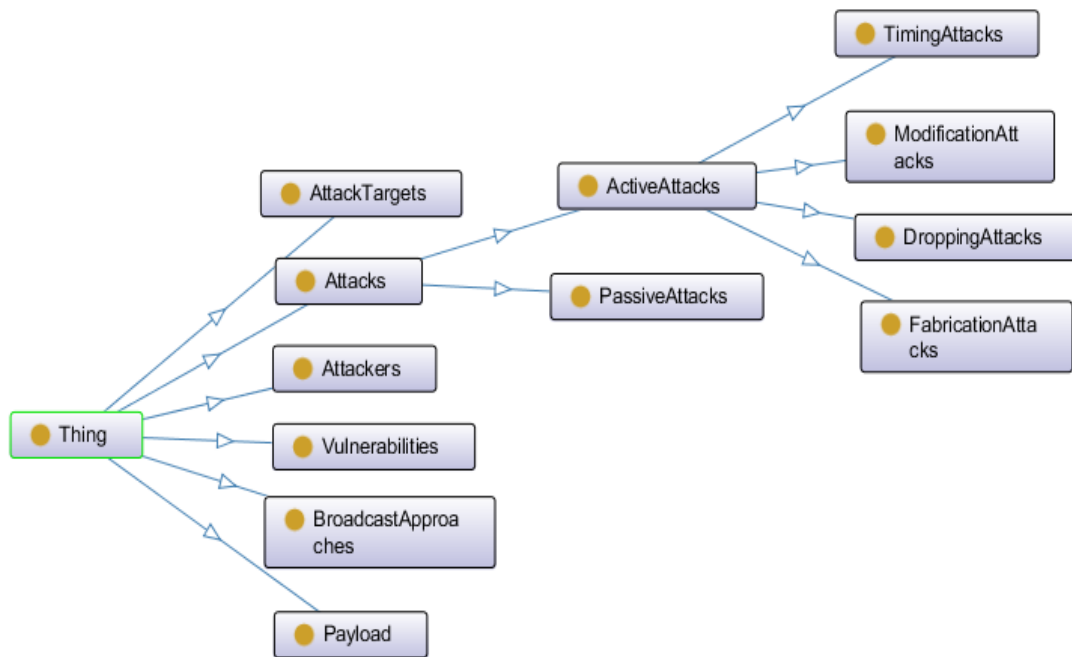 TimingAttacks
ModificationAtt
acks
ActiveAttacks
AttackTargets
DroppingAttacks
Attacks
PassiveAttacks
FabricationAtta
cks
Attackers
Thing
Vulnerabilities
BroadcastApproa
ches
Payload